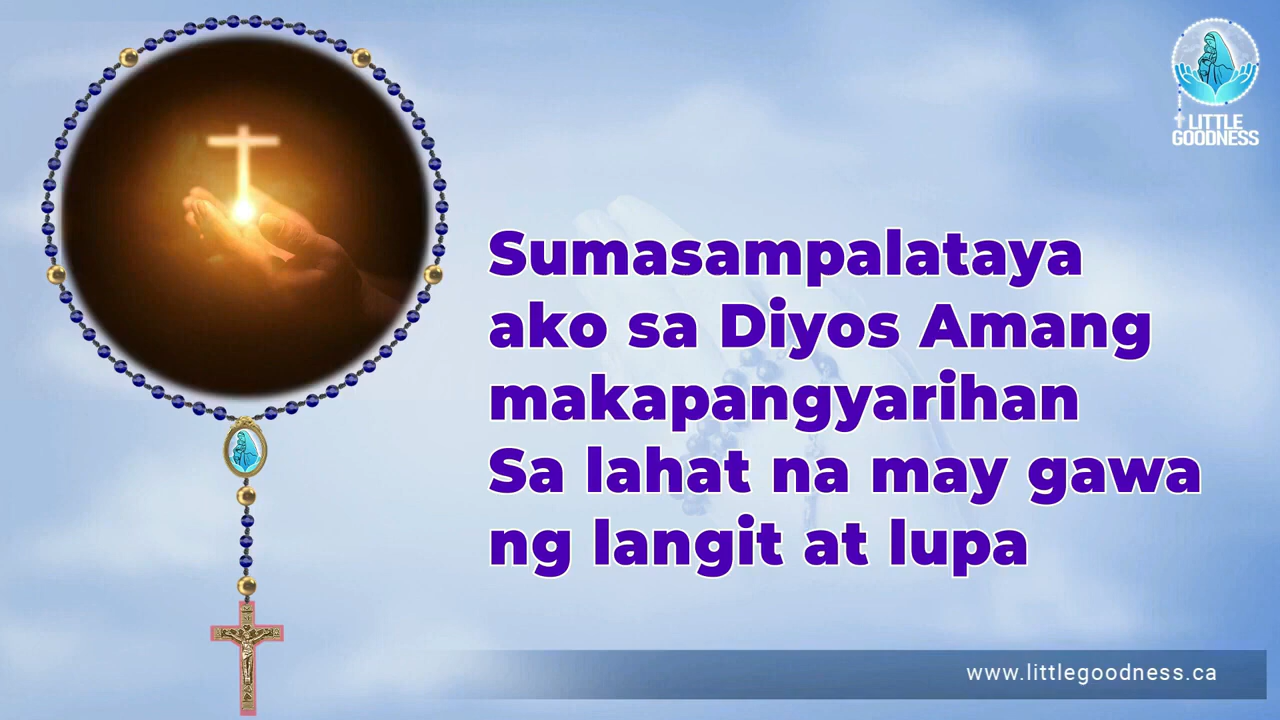 LITTLE
GOODNESS
Sumasampalataya
ako sa Diyos Amang
makapangyarihan
Sa lahat na may gawa
ng langit at lupa
www.littlegoodness.ca